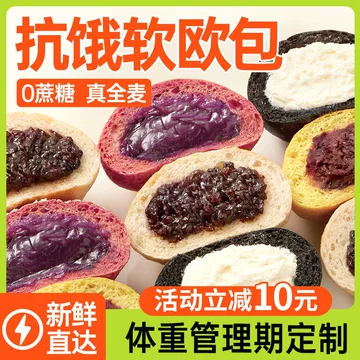 抗饿软欧包
0蔗糖 真全麦
活动立减10元
新鲜
直达
体重管理期定制